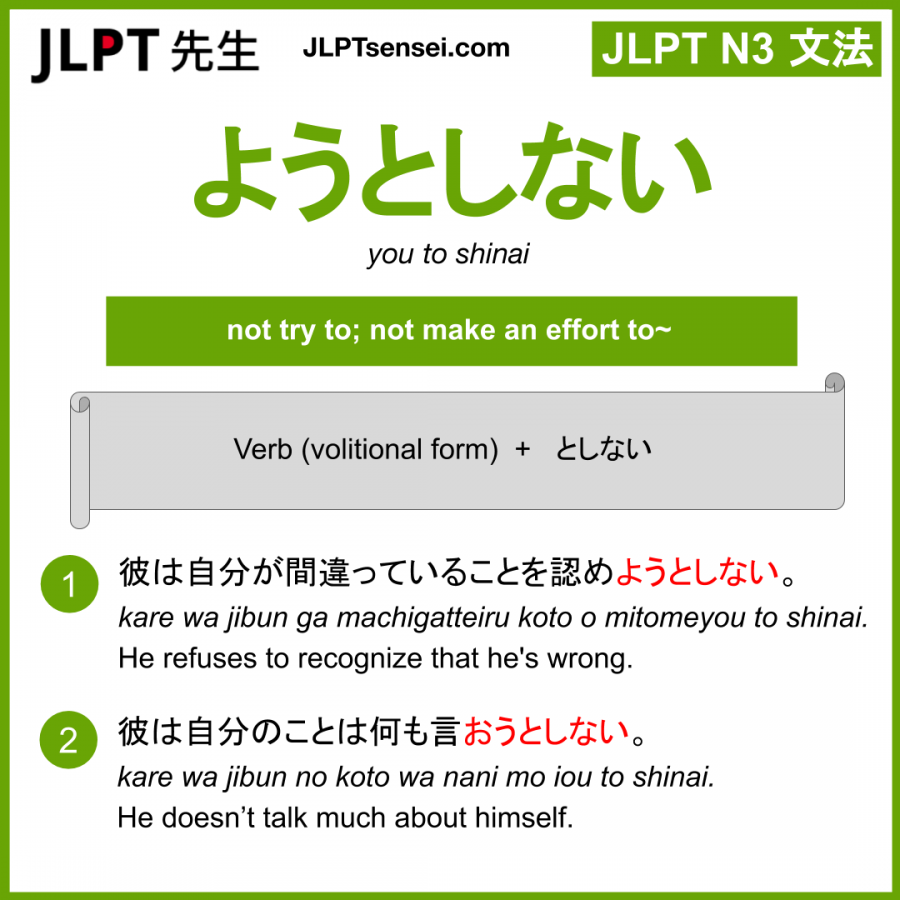 JLPT 先生
JLPTsensei.com
JLPT N3 文法
ようとしない
you to shinai
not try to; not make an effort to~
Verb (volitional form) + としない
1
彼は自分が間違っていることを認めようとしない。
kare wa jibun ga machigatteiru koto o mitomeyou to shinai.
He refuses to recognize that he's wrong.
2
彼は自分のことは何も言おうとしない。
kare wa jibun no koto wa nani mo iou to shinai.
He doesn’t talk much about himself.